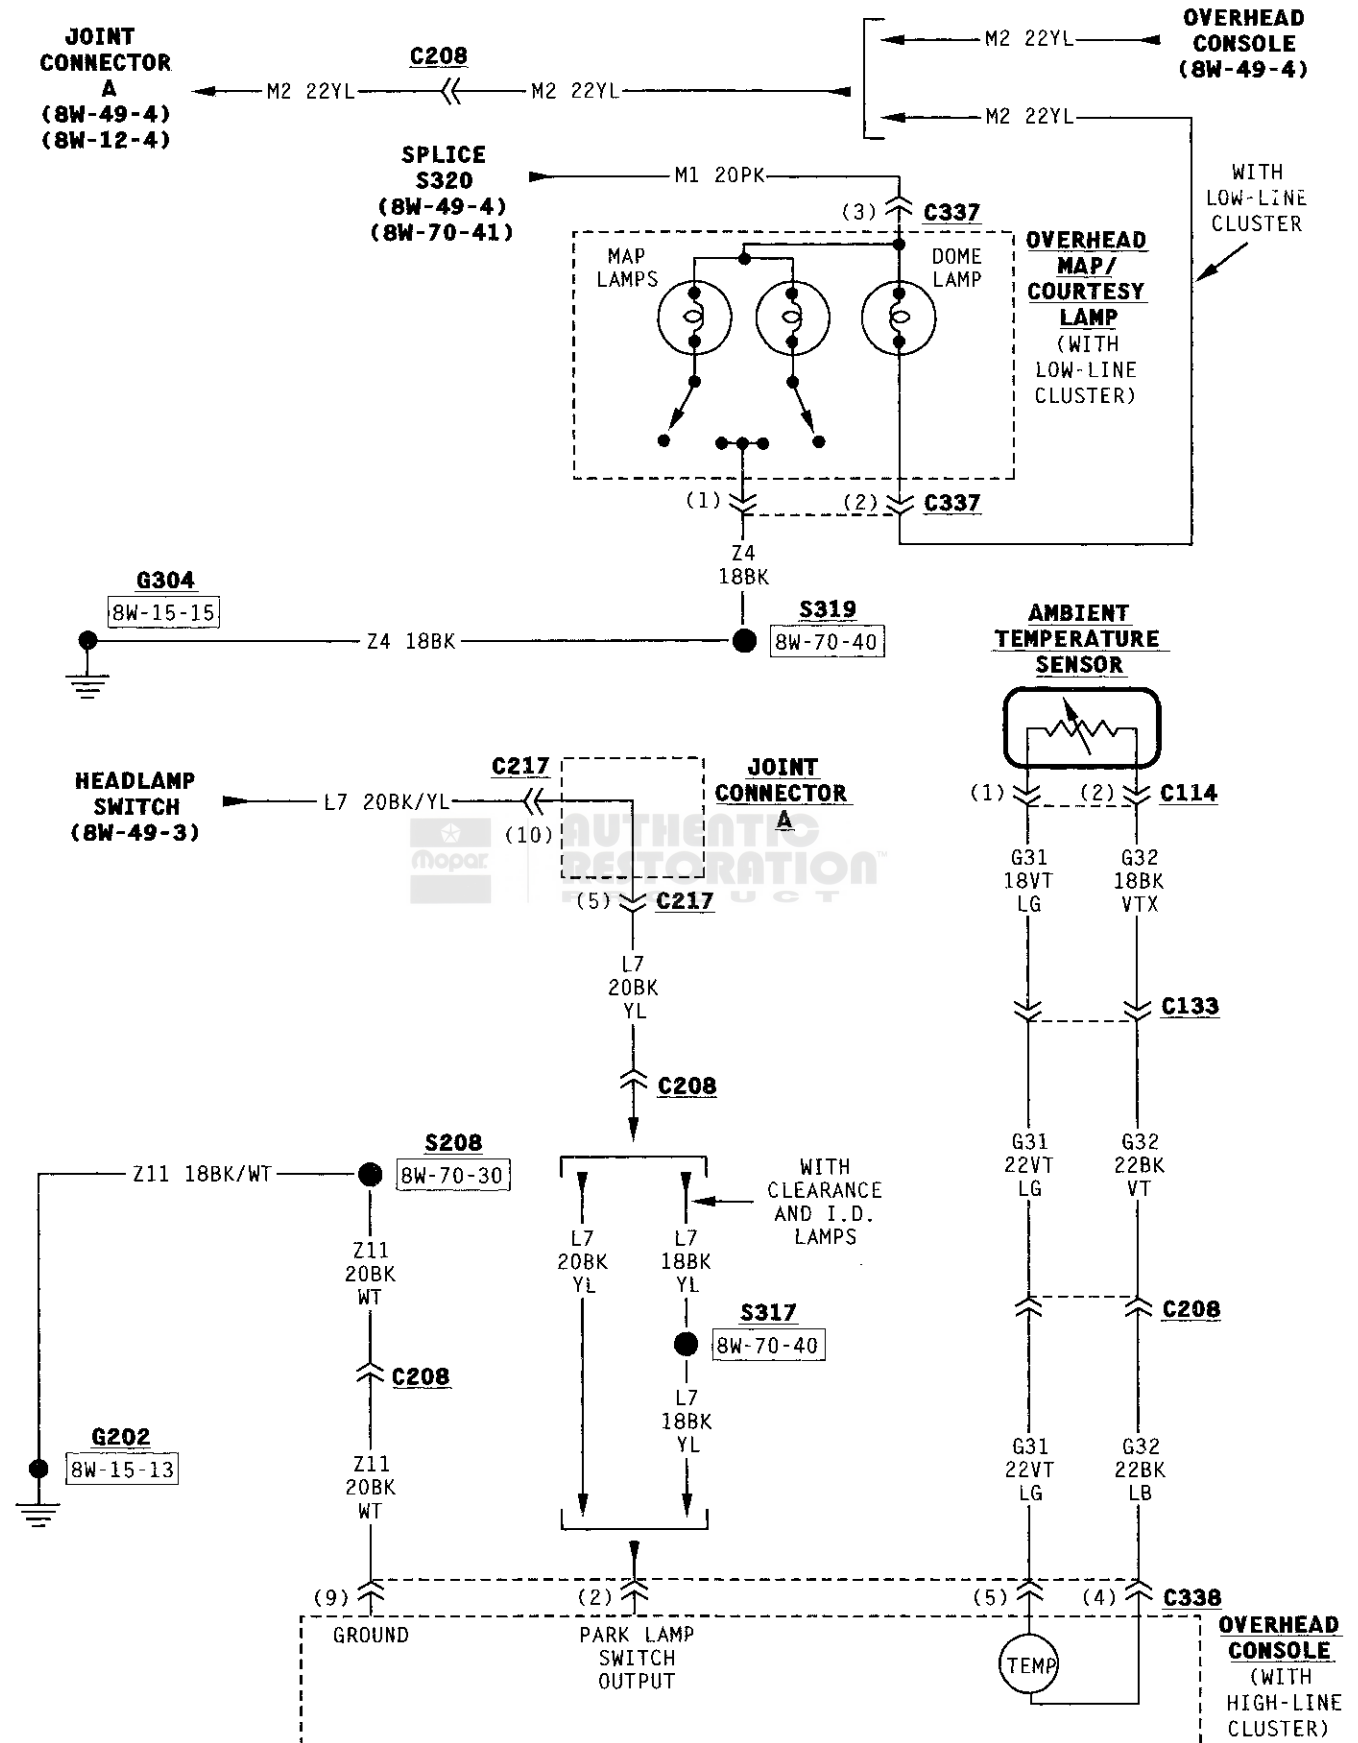 JOINT
CONNECTOR
A
(8W-49-4)
(8W-12-4)
M2 22YL
C208
M2 22YL
M2 22YL
OVERHEAD
CONSOLE
(8W-49-4)
M2 22YL
WITH
LOW-LINE
CLUSTER
SPLICE
S320
(8W-49-4)
(8W-70-41)
M1 20PK
(3)
C337
MAP
LAMPS
DOME
LAMP
OVERHEAD
MAP/
COURTESY
LAMP
(WITH
LOW-LINE
CLUSTER)
(1)
(2)
C337
Z4
18BK
G304
8W-15-15
Z4 18BK
S319
8W-70-40
AMBIENT
TEMPERATURE
SENSOR
(1)
(2)
C114
HEADLAMP
SWITCH
(8W-49-3)
L7 20BK/YL
C217
(10)
JOINT
CONNECTOR
A
Mopar
AUTHENTIC
RESTORATION™
PRODUCT
(5)
C217
G31
18VT
LG
G32
18BK
VTX
L7
20BK
YL
C133
C208
G31
22VT
LG
G32
22BK
VT
S208
8W-70-30
Z11 18BK/WT
WITH
CLEARANCE
AND I.D.
LAMPS
Z11
20BK
WT
L7
20BK
YL
L7
18BK
YL
S317
8W-70-40
C208
C208
L7
18BK
YL
G202
8W-15-13
Z11
20BK
WT
G31
22VT
LG
G32
22BK
LB
(9)
(2)
(5)
(4)
C338
GROUND
PARK LAMP
SWITCH
OUTPUT
TEMP
OVERHEAD
CONSOLE
(WITH
HIGH-LINE
CLUSTER)